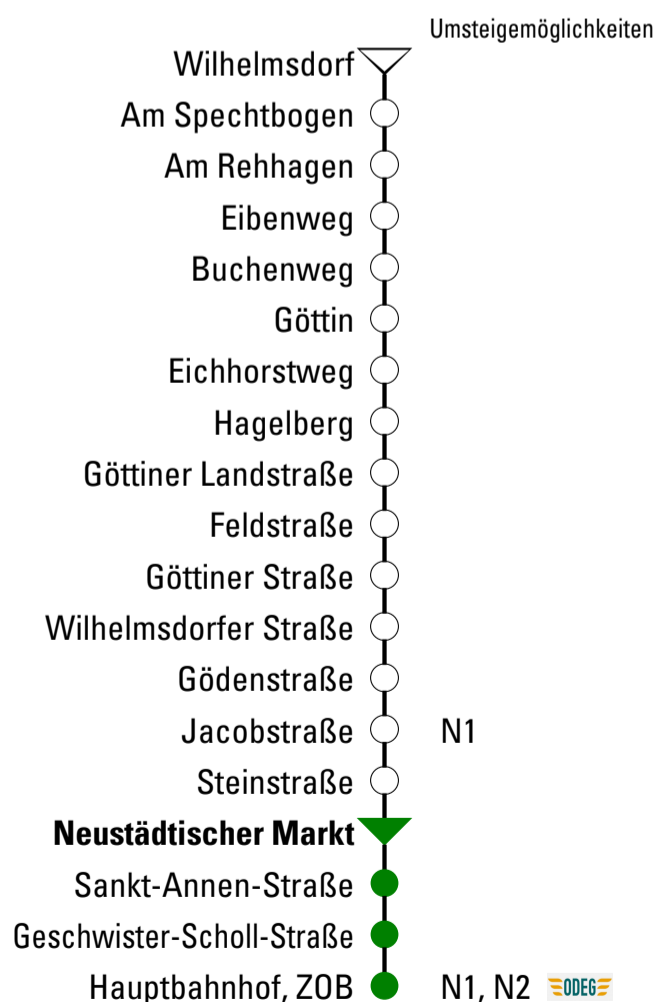 Umsteigemöglichkeiten
Wilhelmsdorf
Am Spechtbogen
Am Rehhagen
Eibenweg
Buchenweg
Göttin
Eichhorstweg
Hagelberg
Göttiner Landstraße
Feldstraße
Göttiner Straße
Wilhelmsdorfer Straße
Gödenstraße
Jacobstraße N1
Steinstraße
Neustädtischer Markt
Sankt-Annen-Straße
Geschwister-Scholl-Straße
Hauptbahnhof, ZOB N1, N2 ODEG